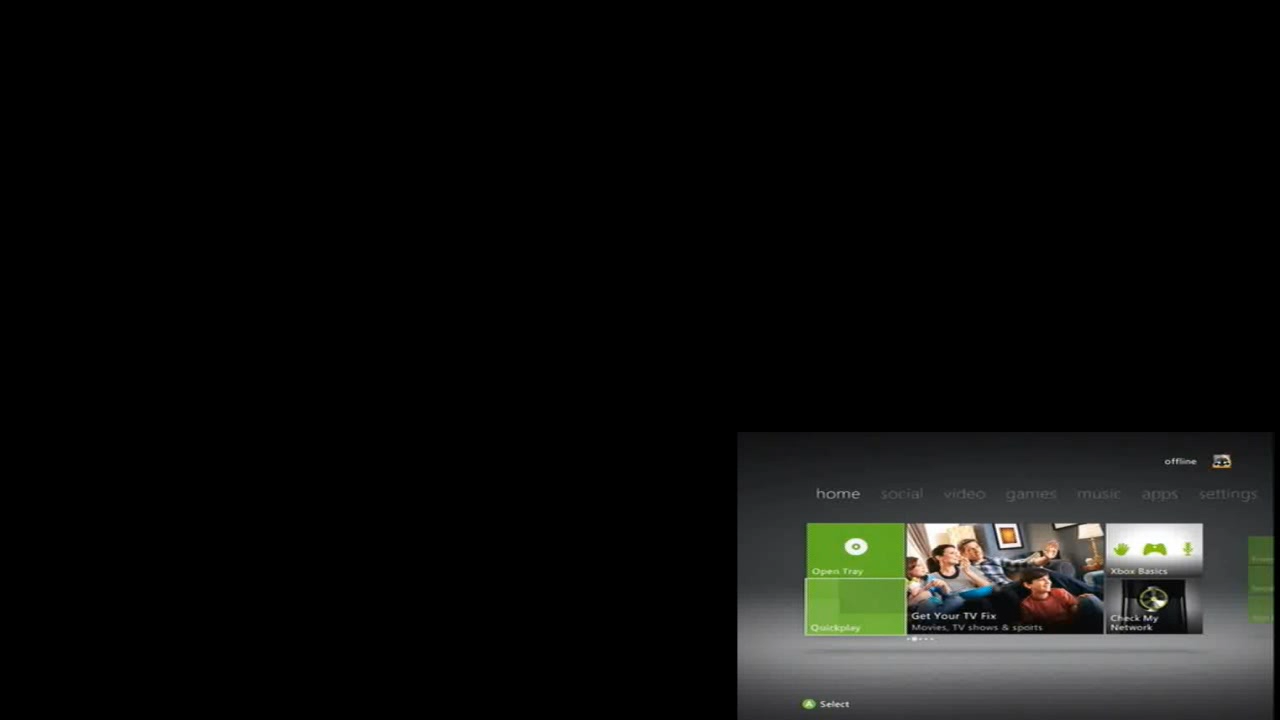 offline
home social video games music apps settings
Open Tray
Xbox Basics
Quickplay
Get Your TV Fix
Movies, TV shows & sports
Check My
Network
A Select